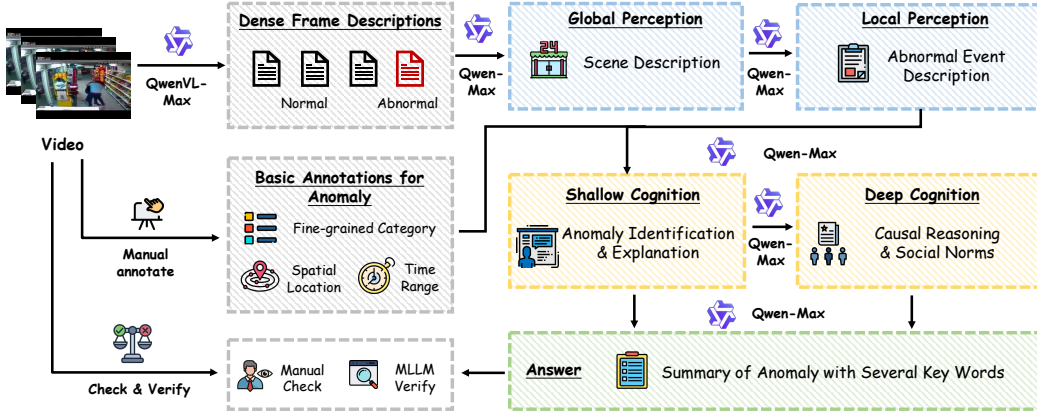 Dense Frame Descriptions
Normal
Abnormal
QwenVL-
Max
Qwen-
Max
Global Perception
24
Scene Description
Qwen-
Max
Local Perception
Abnormal Event
Description
Video
Qwen-Max
Basic Annotations for
Anomaly
Fine-grained Category
Spatial
Location
Time
Range
Manual
annotate
Shallow Cognition
Anomaly Identification
& Explanation
Qwen-
Max
Deep Cognition
Causal Reasoning
& Social Norms
Qwen-Max
Check & Verify
Manual
Check
MLLM
Verify
Answer
Summary of Anomaly with Several Key Words